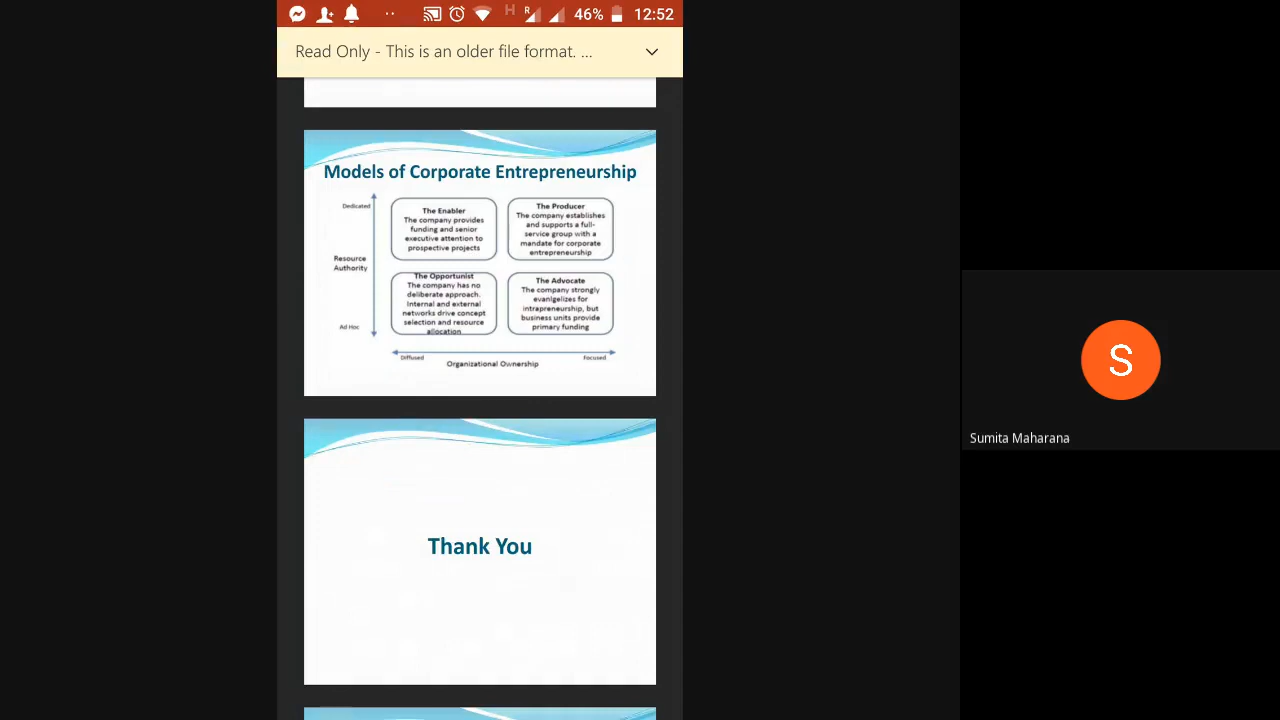 H R 46% 12:52
Read Only - This is an older file format. ...
Models of Corporate Entrepreneurship
Dedicated
Resource
Authority
Ad Hoc
The Enabler
The company provides
funding and senior
executive attention to
prospective projects
The Producer
The company establishes
and supports a full-
service group with a
mandate for corporate
entrepreneurship
The Opportunist
The company has no
deliberate approach.
Internal and external
networks drive concept
selection and resource
allocation
The Advocate
The company strongly
evanlgelizes for
intrapreneurship, but
business units provide
primary funding
Diffused
Focused
Organizational Ownership
Thank You
S
Sumita Maharana